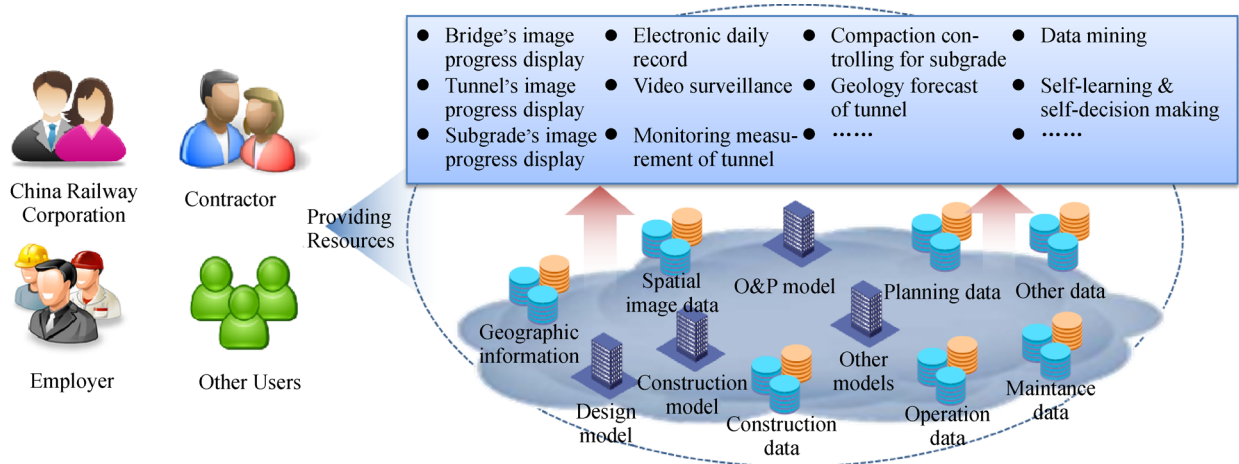 ● Bridge's image
progress display
● Tunnel's image
progress display
● Subgrade's image
progress display
● Electronic daily
record
● Video surveillance
● Monitoring measu-
rement of tunnel
● Compaction con-
trolling for subgrade
● Geology forecast
of tunnel
● ······
● Data mining
● Self-learning &
self-decision making
● ······
China Railway
Corporation
Contractor
Employer
Other Users
Providing
Resources
Spatial
image data
O&P model
Planning data
Other data
Geographic
information
Design
model
Construction
model
Construction
data
Other
models
Operation
data
Maintance
data